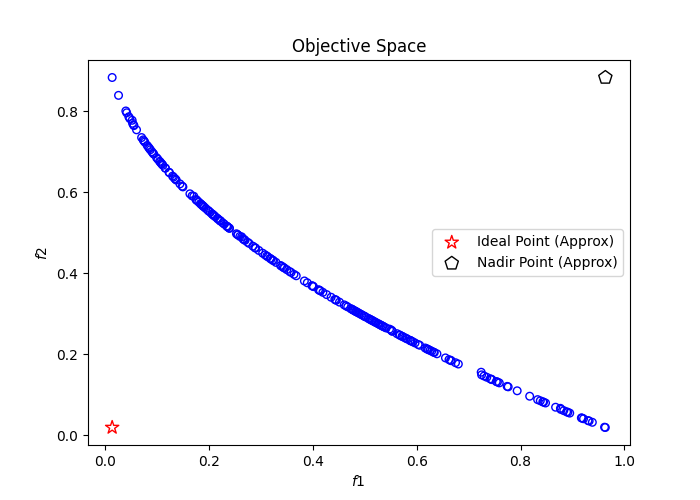 Objective Space
f2
0.8
0.6
0.4
0.2
0.0
Ideal Point (Approx)
Nadir Point (Approx)
0.0 0.2 0.4 0.6 0.8 1.0
f1